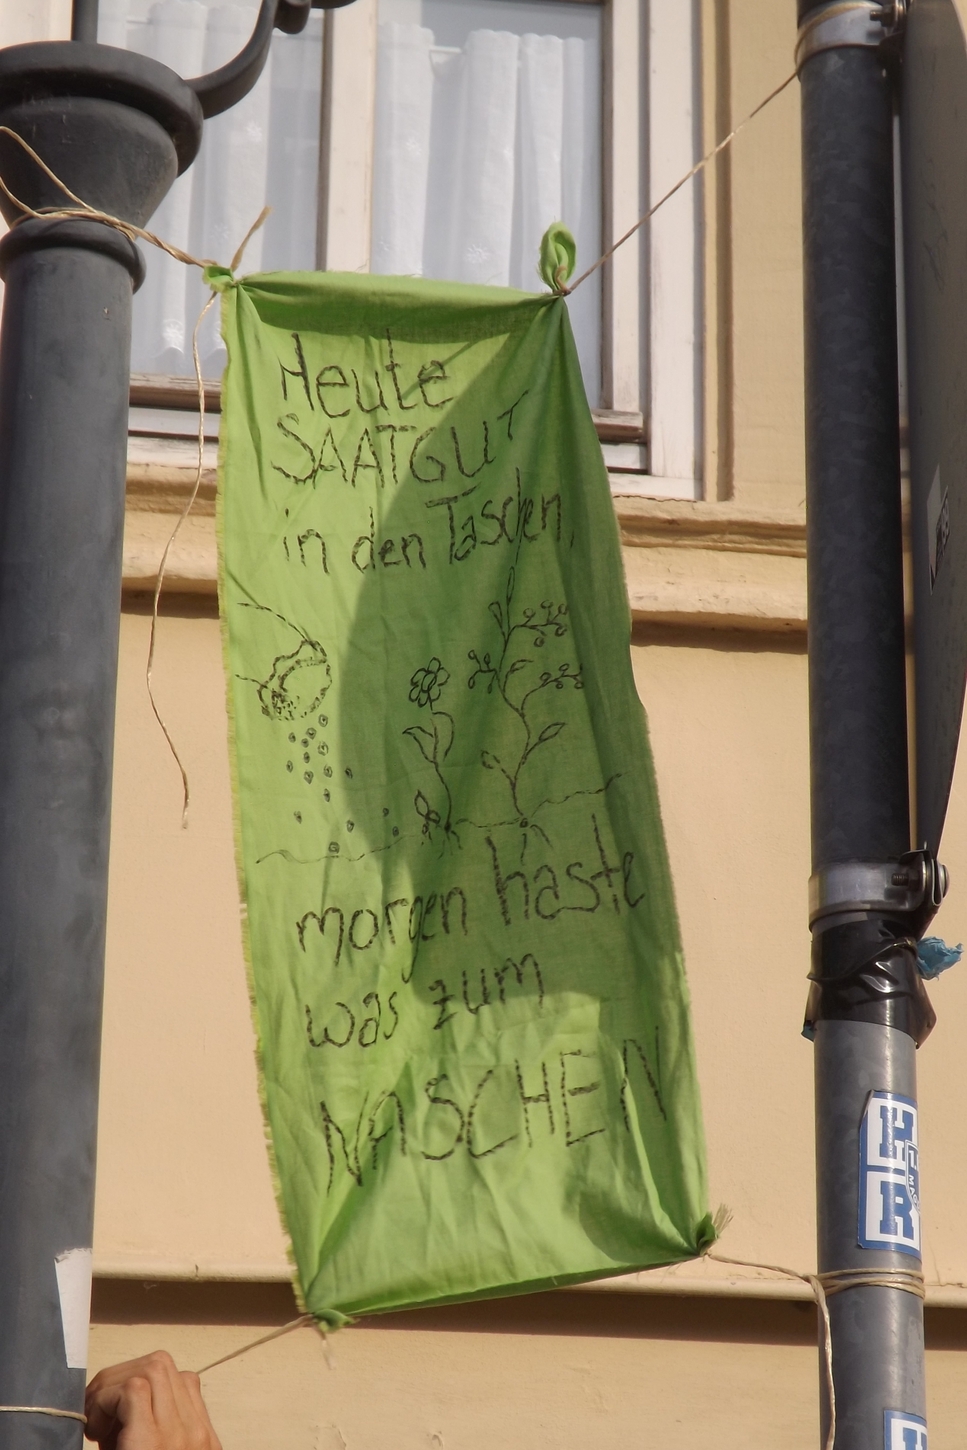 Heute
SAATGUT
in den Taschen,
morgen haste
was zum
NASCHEN
H
R